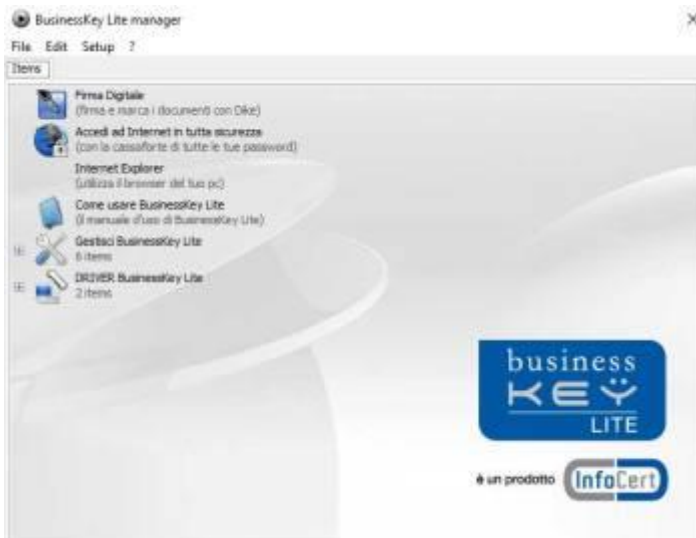 BusinessKey Lite manager
File Edit Setup ?
Items
Firma Digitale
(firma e marca i documenti con Dike)
Accedi ad Internet in tutta sicurezza
(con la cassaforte di tutte le tue password)
Internet Explorer
(utilizza il browser del tuo pc)
Come usare BusinessKey Lite
(il manuale d'uso di BusinessKey Lite)
Gestisci BusinessKey Lite
6 items
DRIVER BusinessKey Lite
2 items
business
KEY
LITE
è un prodotto InfoCert